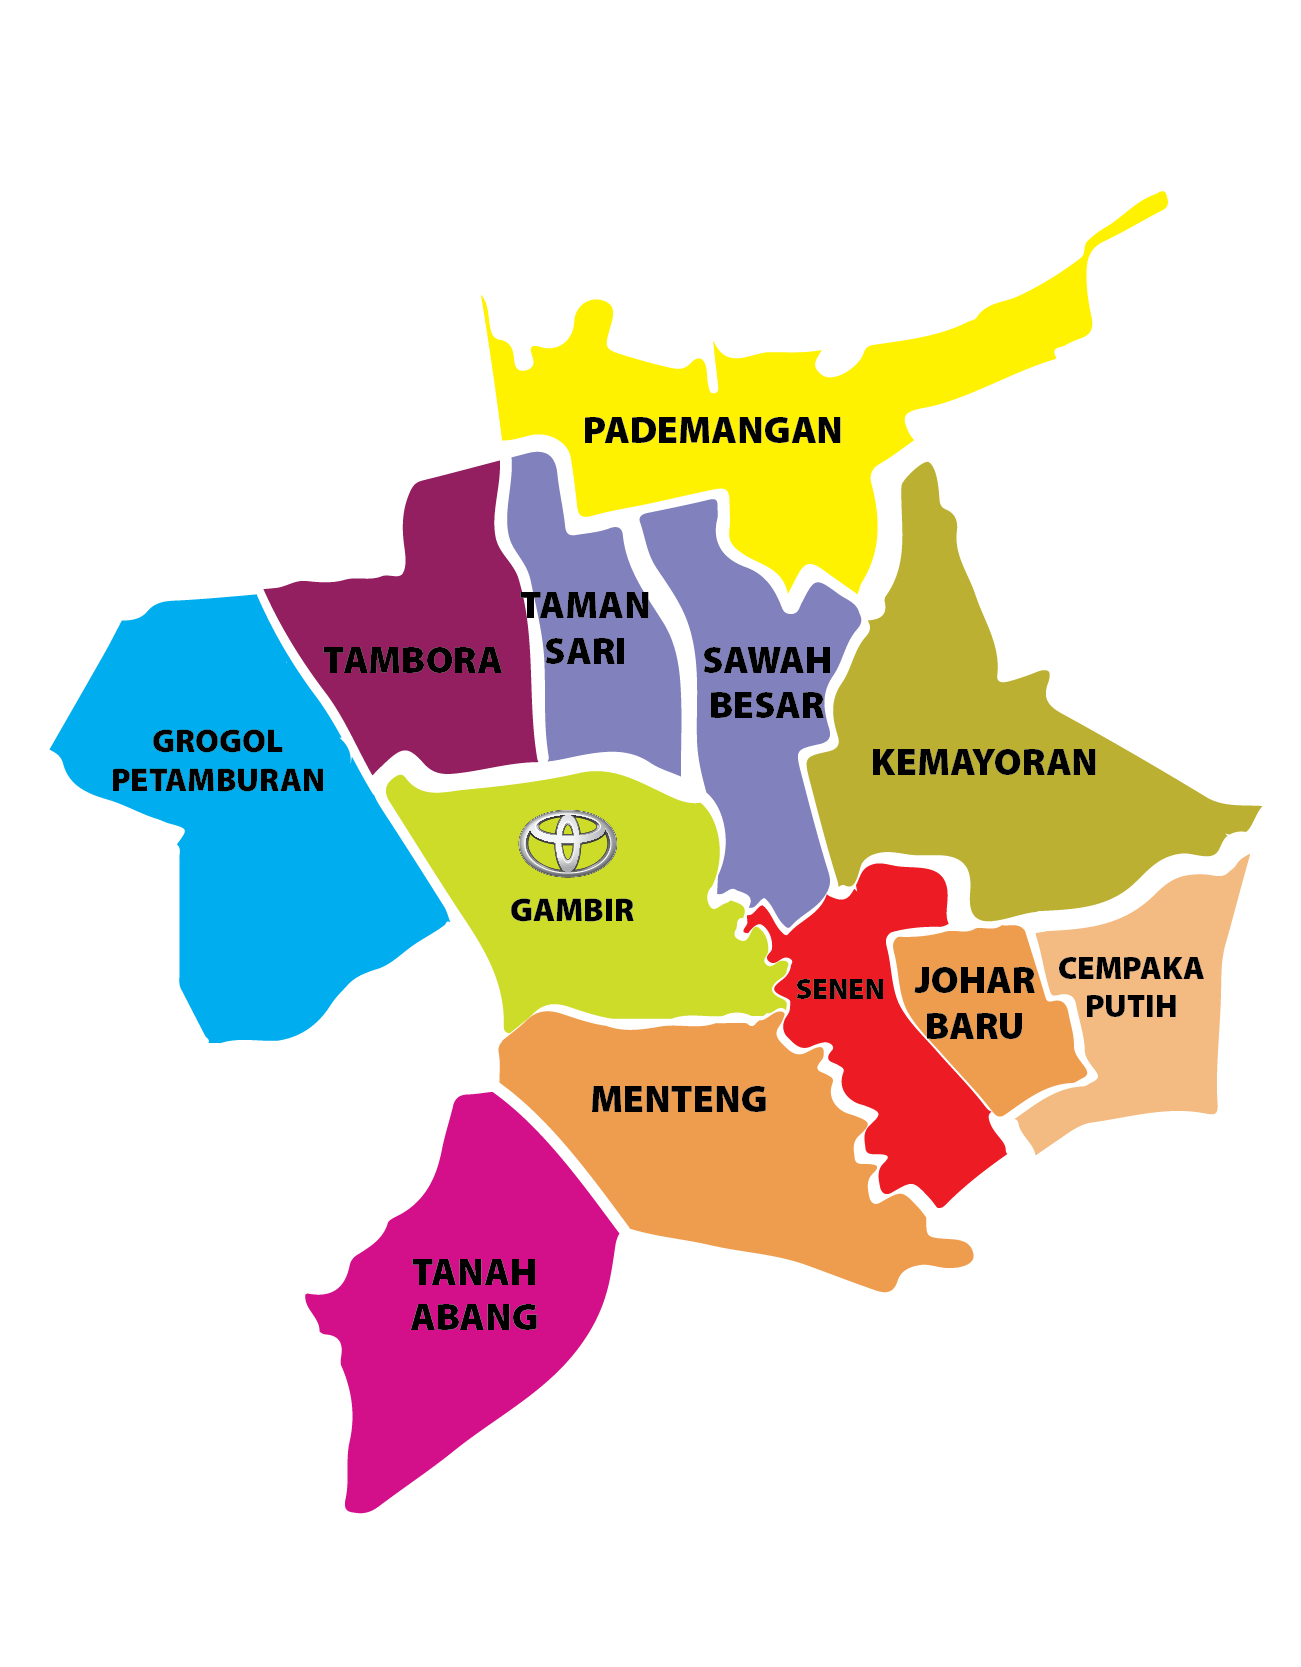 PADEMANGAN
TAMAN
SARI
TAMBORA
SAWAH
BESAR
GROGOL
PETAMBURAN
KEMAYORAN
GAMBIR
SENEN
JOHAR
BARU
CEMPAKA
PUTIH
MENTENG
TANAH
ABANG